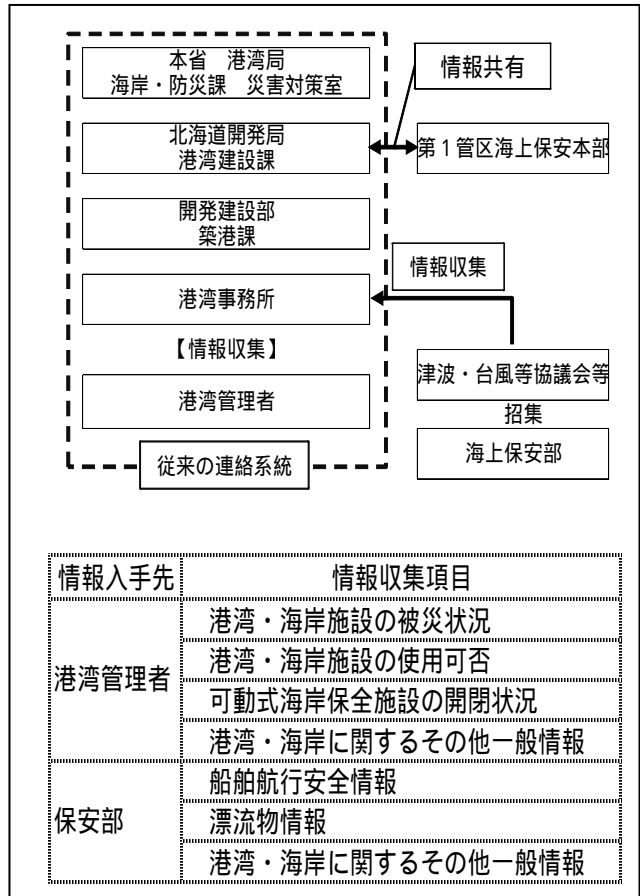 本省 港湾局
海岸・防災課 災害対策室
情報共有
北海道開発局
港湾建設課
第1管区海上保安本部
開発建設部
築港課
情報収集
港湾事務所
【情報収集】
津波・台風等協議会等
港湾管理者
招集
海上保安部
従来の連絡系統
情報入手先 情報収集項目
港湾管理者
港湾・海岸施設の被災状況
港湾・海岸施設の使用可否
可動式海岸保全施設の開閉状況
港湾・海岸に関するその他一般情報
保安部
船舶航行安全情報
漂流物情報
港湾・海岸に関するその他一般情報